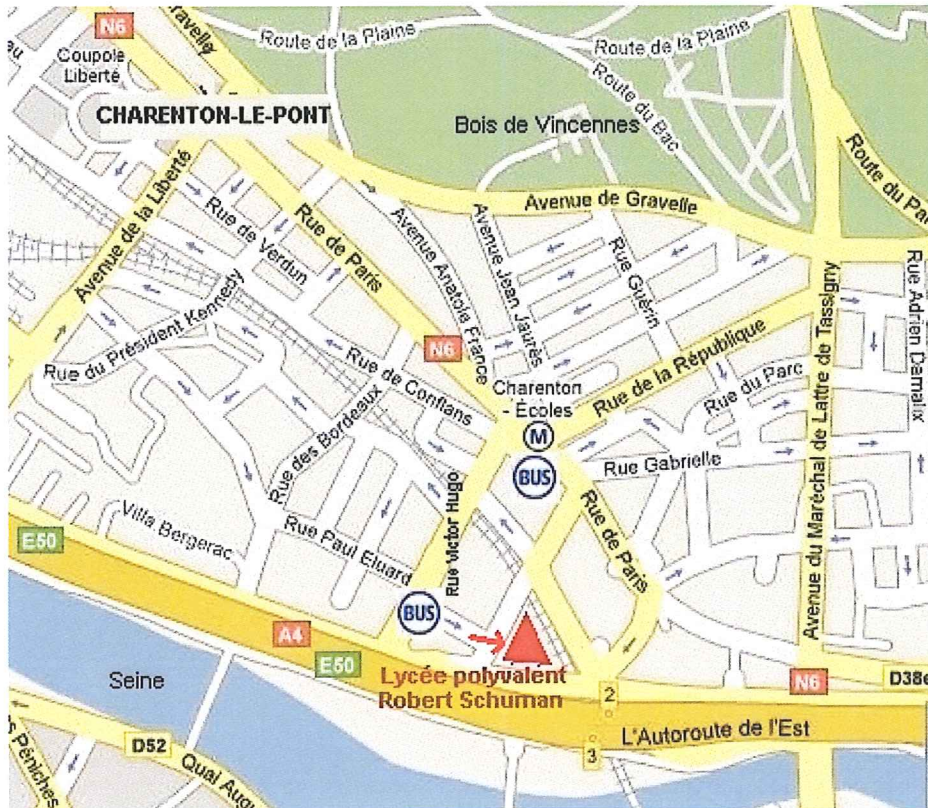 N6
Gravelle
Route de la Plaine
Route de la Plaine
Coupole
Liberté
CHARENTON-LE-PONT
Bois de Vincennes
Route du Bac
Avenue de la Liberté
Rue de Verdun
Rue de Paris
Avenue Anatole France
Avenue Jean Jaurès
Avenue de Gravelle
Rue Guérin
Route du
Rue Adrien Damalix
Rue du Président Kennedy
N6
Rue de Conflans
Rue des Bordeaux
Charenton
- Écoles
M
BUS
Rue de la République
Rue du Parc
Rue Gabrielle
Avenue du Maréchal de Lattre de Tassigny
Rue Victor Hugo
Rue de Paris
E50
Villa Bergerac
Rue Paul Eluard
BUS
A4
E50
Lycée polyvalent
Robert Schuman
2
N6
D38e
Seine
D52
Quai
L'Autoroute de l'Est
3
Péniches